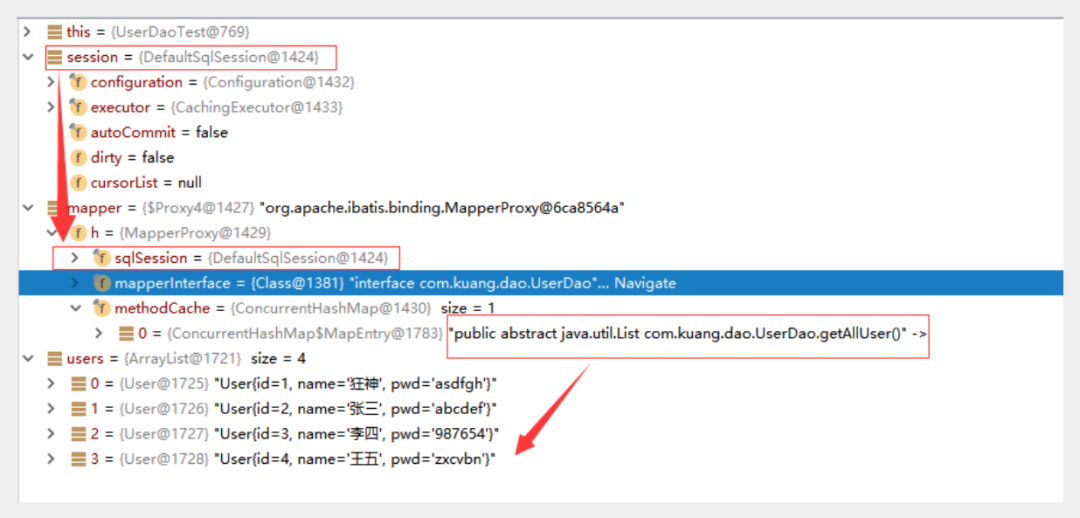 this = {UserDaoTest@769}
session = {DefaultSqlSession@1424}
f configuration = {Configuration@1432}
f executor = {CachingExecutor@1433}
f autoCommit = false
f dirty = false
f cursorList = null
mapper = {$Proxy4@1427} "org.apache.ibatis.binding.MapperProxy@6ca8564a"
f h = {MapperProxy@1429}
f sqlSession = {DefaultSqlSession@1424}
f mapperInterface = {Class@1381} "interface com.kuang.dao.UserDao"... Navigate
f methodCache = {ConcurrentHashMap@1430} size = 1
0 = {ConcurrentHashMap$MapEntry@1783} "public abstract java.util.List com.kuang.dao.UserDao.getAllUser()" ->
users = {ArrayList@1721} size = 4
0 = {User@1725} "User{id=1, name='狂神', pwd='asdfgh'}"
1 = {User@1726} "User{id=2, name='张三', pwd='abcdef'}"
2 = {User@1727} "User{id=3, name='李四', pwd='987654'}"
3 = {User@1728} "User{id=4, name='王五', pwd='zxcvbn'}"